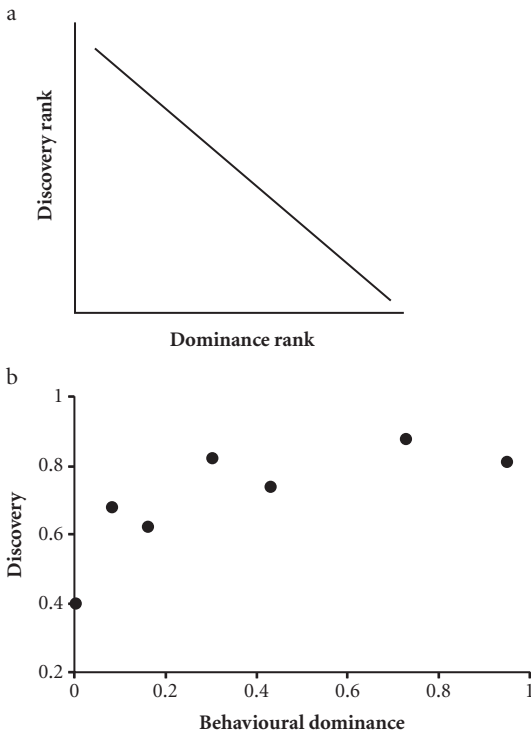 a
Discovery rank
Dominance rank
b
1
0.8
0.6
0.4
0.2
Discovery
0 0.2 0.4 0.6 0.8 1
Behavioural dominance